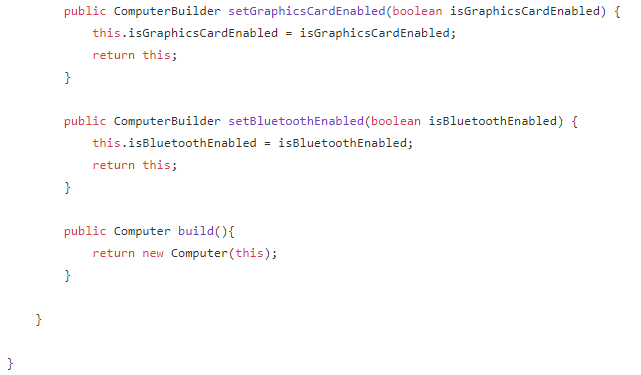 public ComputerBuilder setGraphicsCardEnabled(boolean isGraphicsCardEnabled) {
this.isGraphicsCardEnabled = isGraphicsCardEnabled;
return this;
}
public ComputerBuilder setBluetoothEnabled(boolean isBluetoothEnabled) {
this.isBluetoothEnabled = isBluetoothEnabled;
return this;
}
public Computer build(){
return new Computer(this);
}
}
}